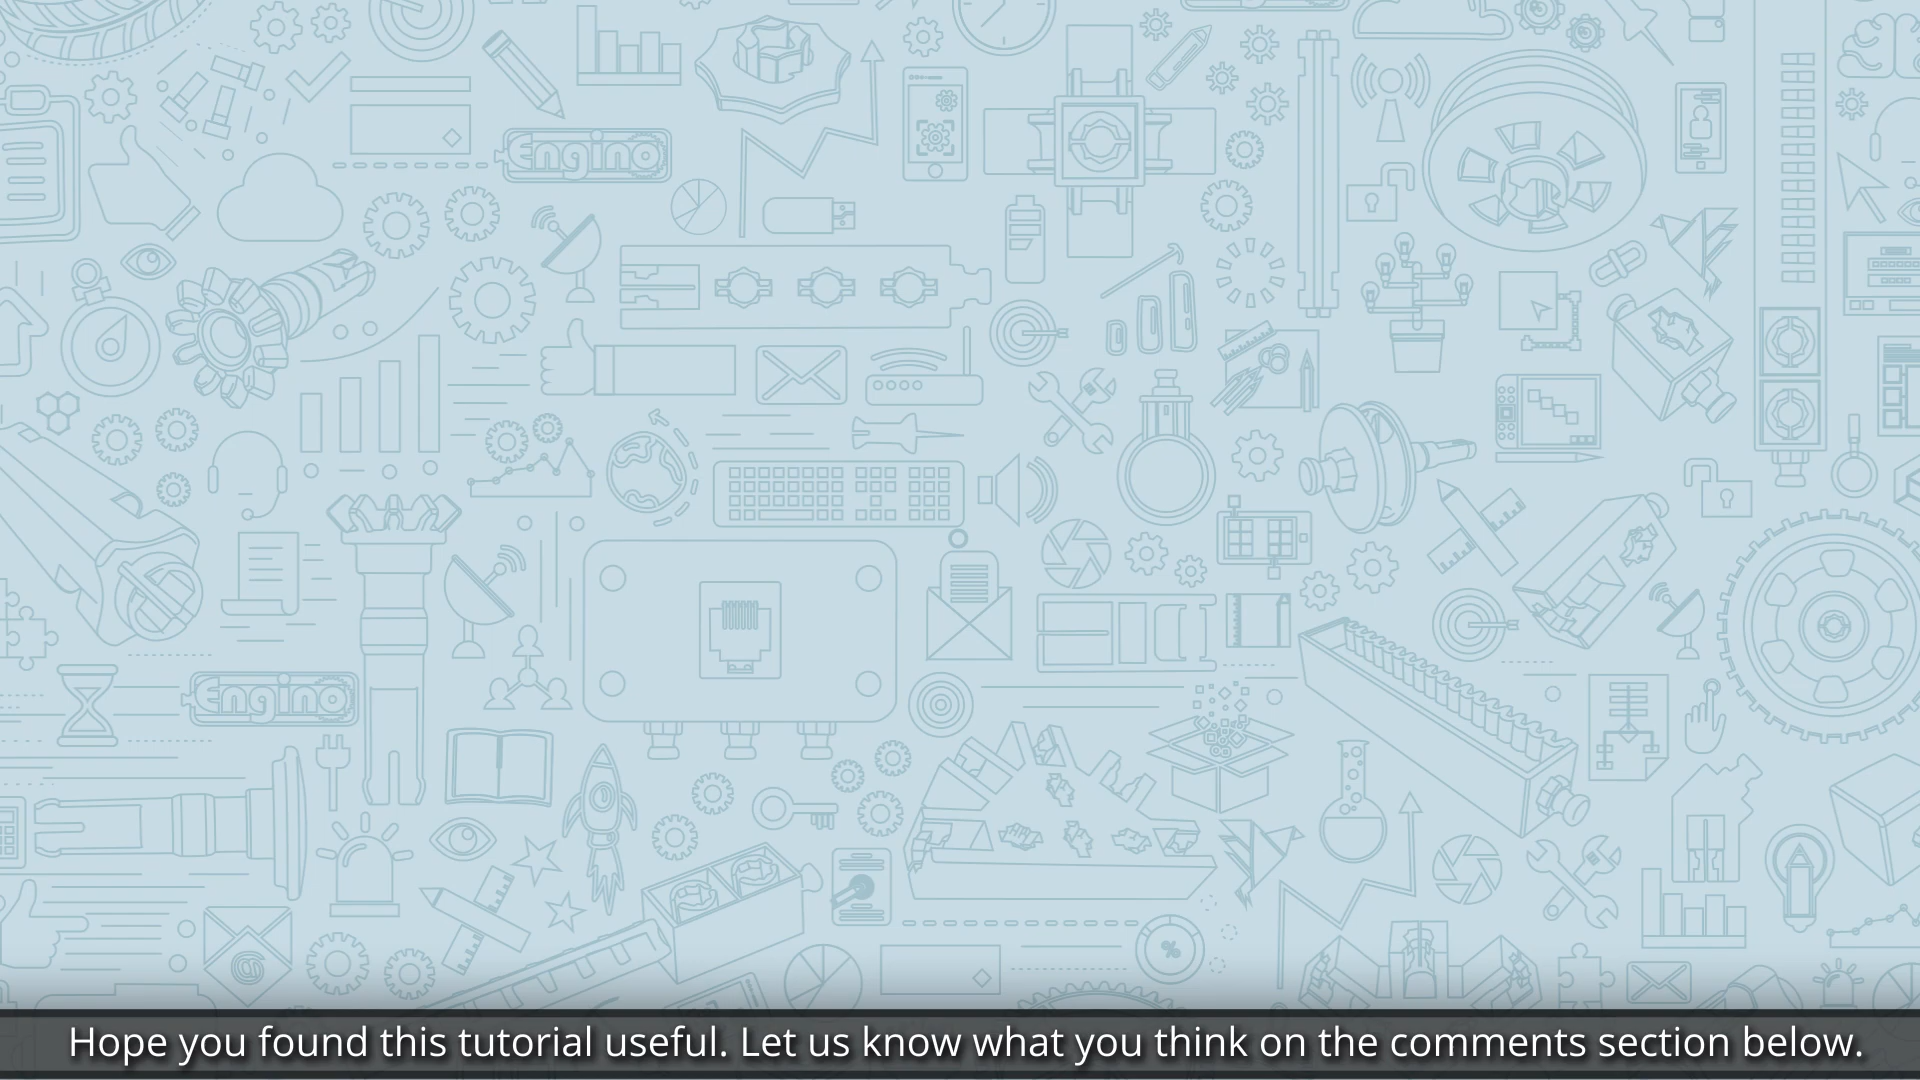 Engino
Engino
Hope you found this tutorial useful. Let us know what you think on the comments section below.